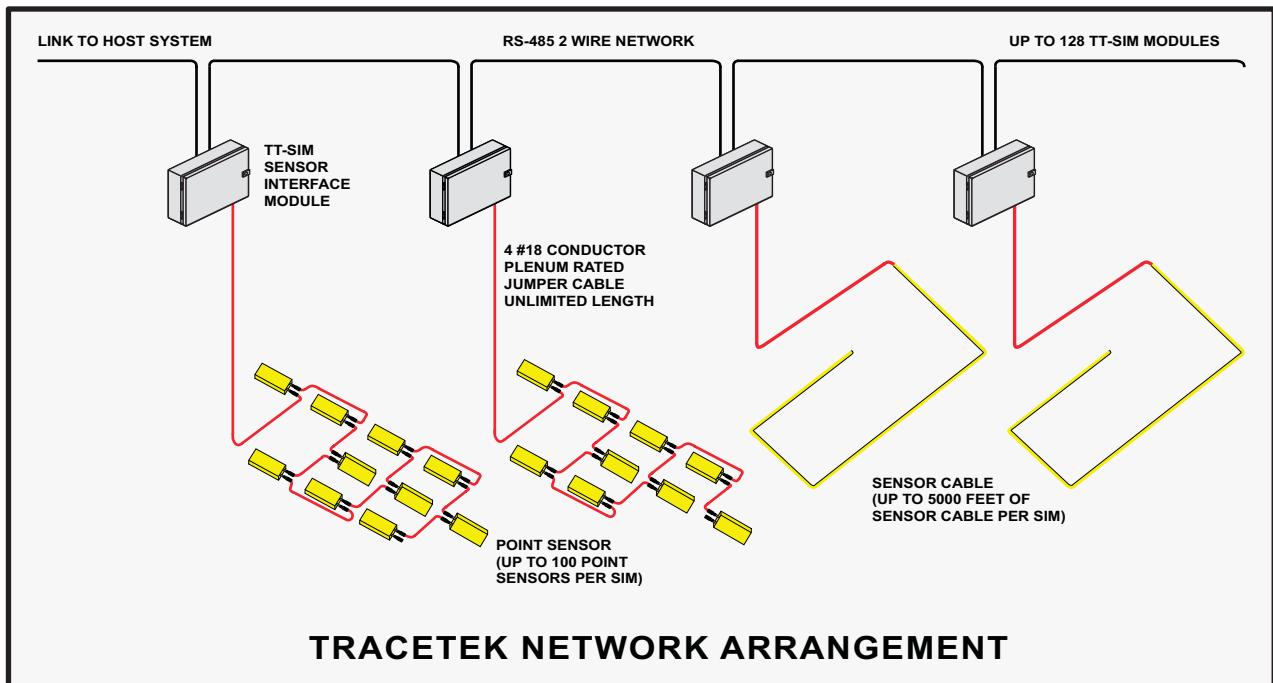 LINK TO HOST SYSTEM
RS-485 2 WIRE NETWORK
UP TO 128 TT-SIM MODULES
TT-SIM
SENSOR
INTERFACE
MODULE
4 #18 CONDUCTOR
PLENUM RATED
JUMPER CABLE
UNLIMITED LENGTH
SENSOR CABLE
(UP TO 5000 FEET OF
SENSOR CABLE PER SIM)
POINT SENSOR
(UP TO 100 POINT
SENSORS PER SIM)
TRACETEK NETWORK ARRANGEMENT